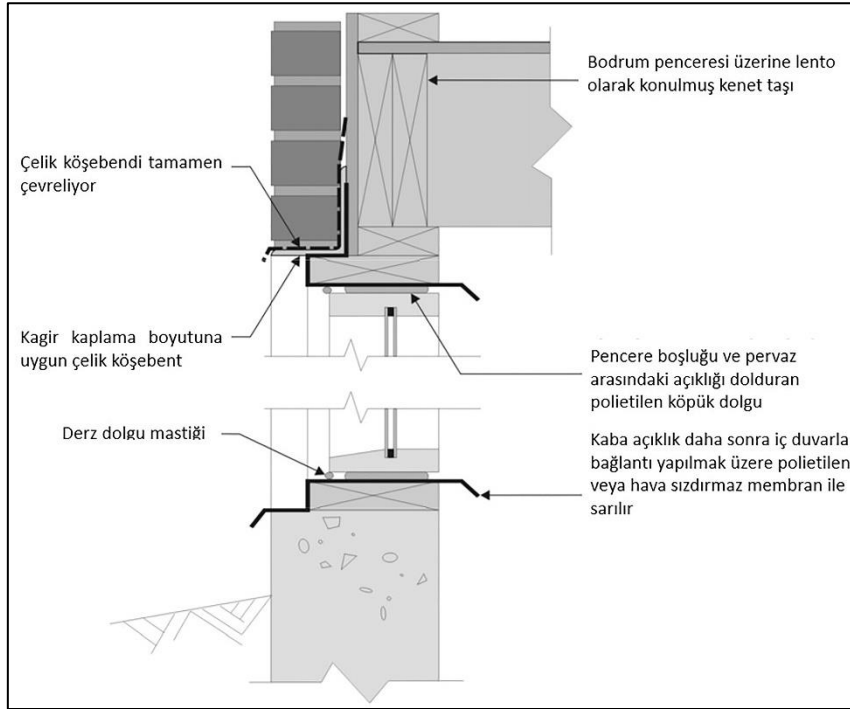 Bodrum penceresi üzerine lento
olarak konulmuş kenet taşı
Çelik köşebendi tamamen
çevreliyor
Kagir kaplama boyutuna
uygun çelik köşebent
Pencere boşluğu ve pervaz
arasındaki açıklığı dolduran
polietilen köpük dolgu
Derz dolgu mastiği
Kaba açıklık daha sonra iç duvarla
bağlantı yapılmak üzere polietilen
veya hava sızdırmaz membran ile
sarılır